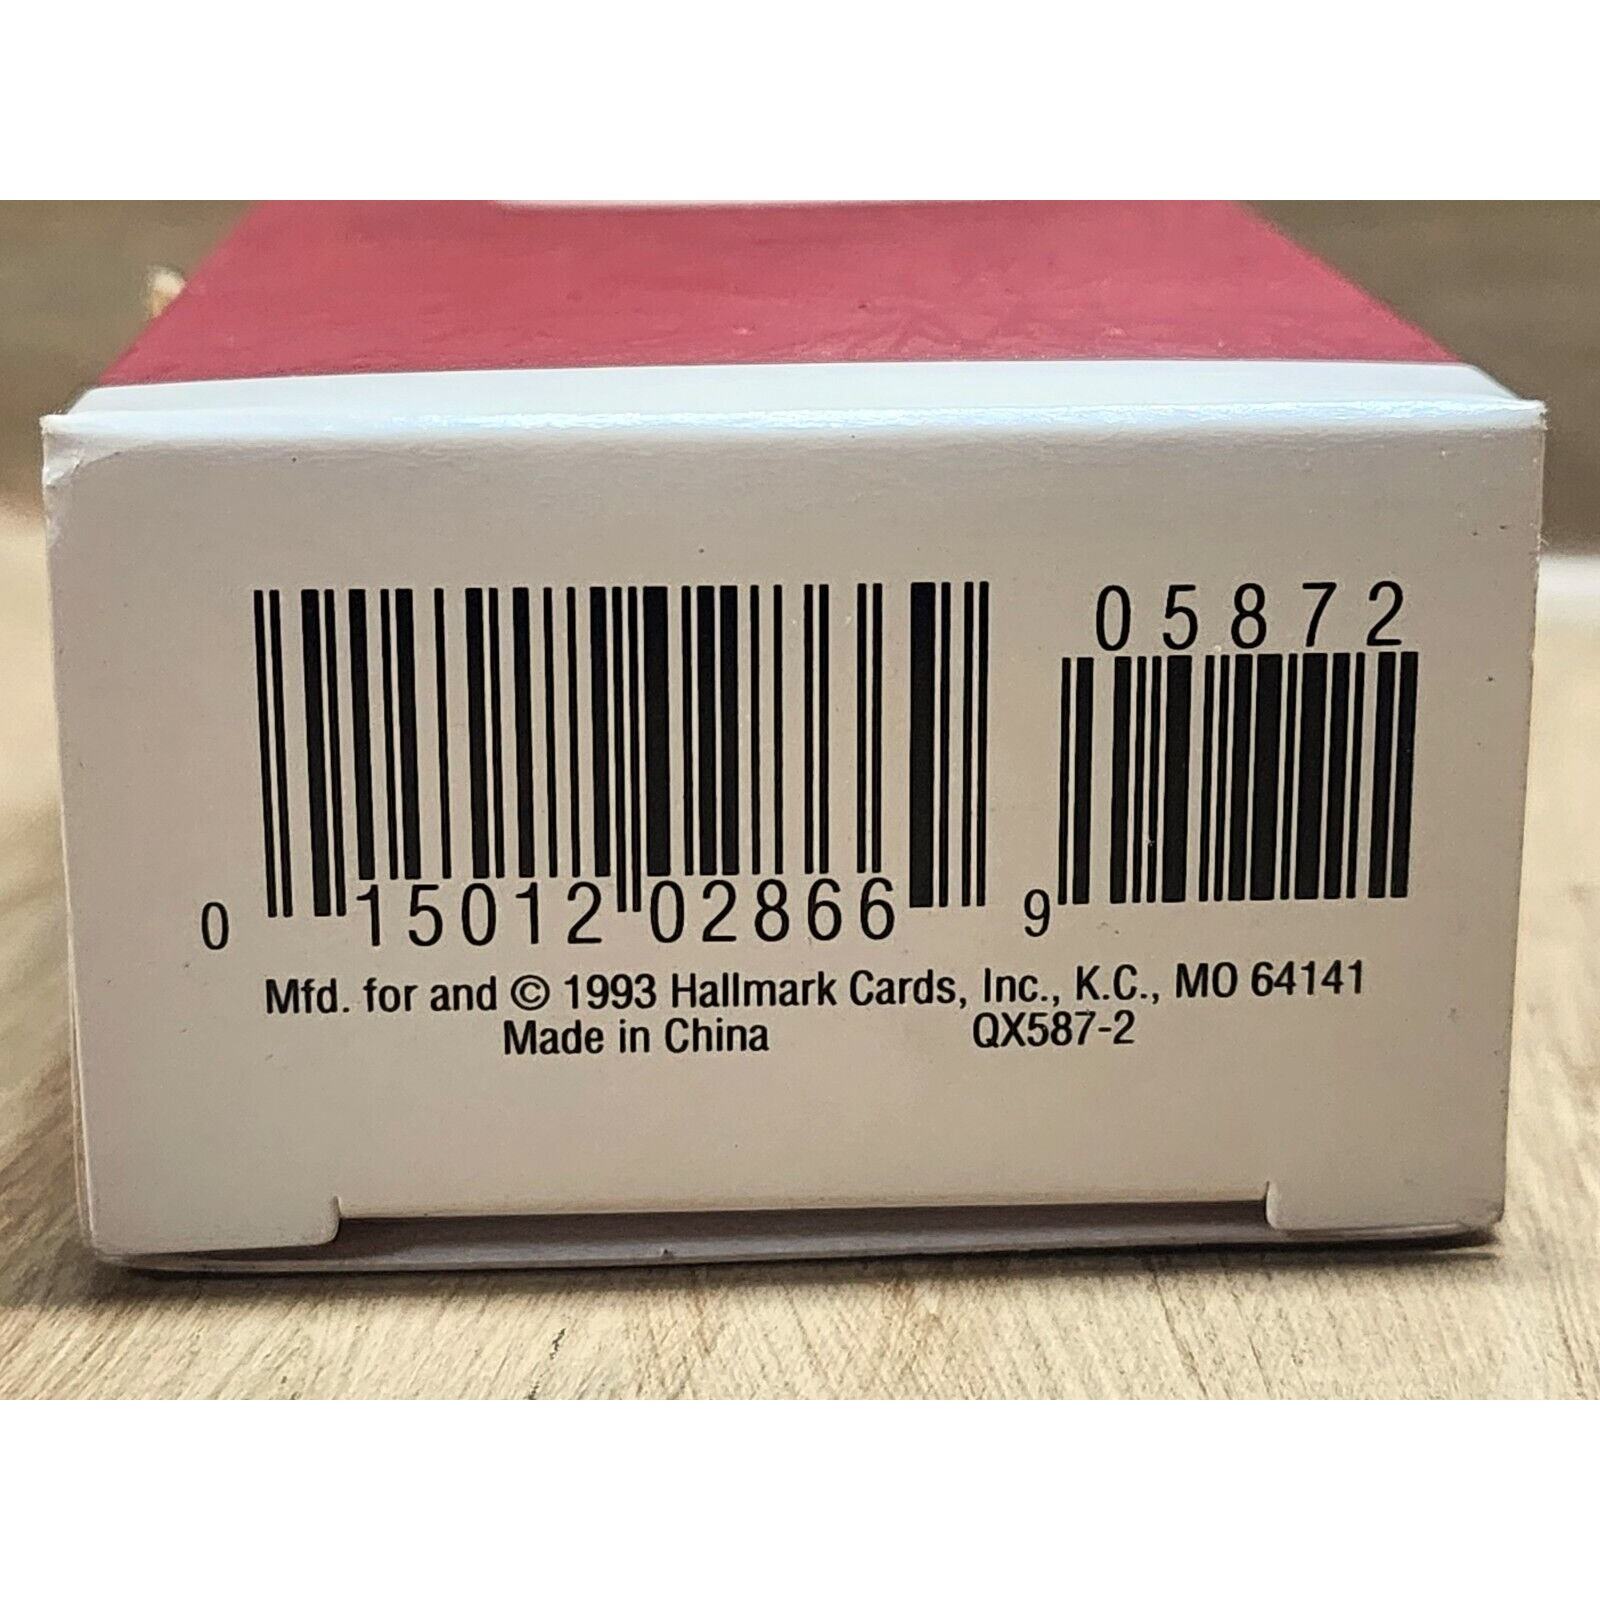 05872
0 15012 02866 9
Mfd. for and © 1993 Hallmark Cards, Inc., K.C., MO 64141
Made in China QX587-2